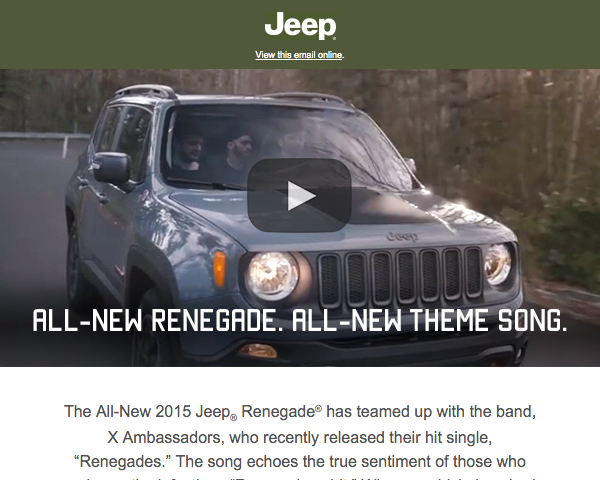 Jeep®
View this email online.
Jeep
ALL-NEW RENEGADE. ALL-NEW THEME SONG.
The All-New 2015 Jeep® Renegade® has teamed up with the band,
X Ambassadors, who recently released their hit single,
“Renegades.” The song echoes the true sentiment of those who